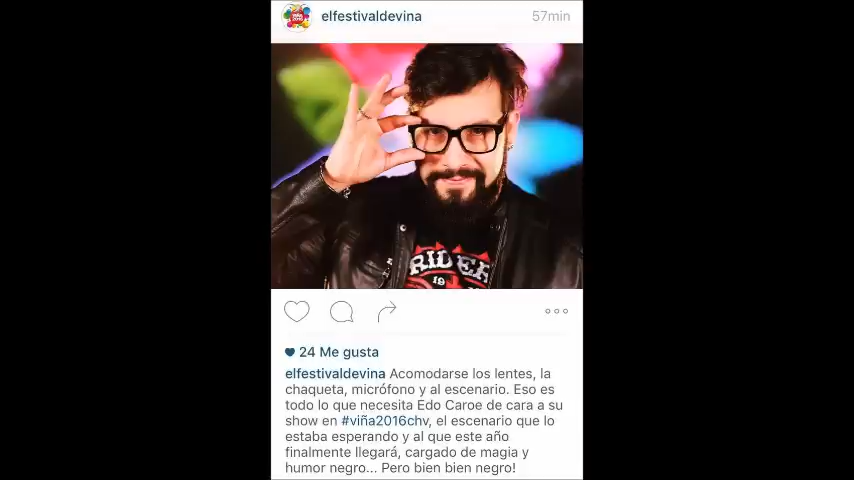 elfestivaldevina
57min
RIDER
19
24 Me gusta
elfestivaldevina Acomodarse los lentes, la
chaqueta, micrófono y al escenario. Eso es
todo lo que necesita Edo Caroe de cara a su
show en #viña2016chv, el escenario que lo
estaba esperando y al que este año
finalmente llegará, cargado de magia y
humor negro... Pero bien bien negro!